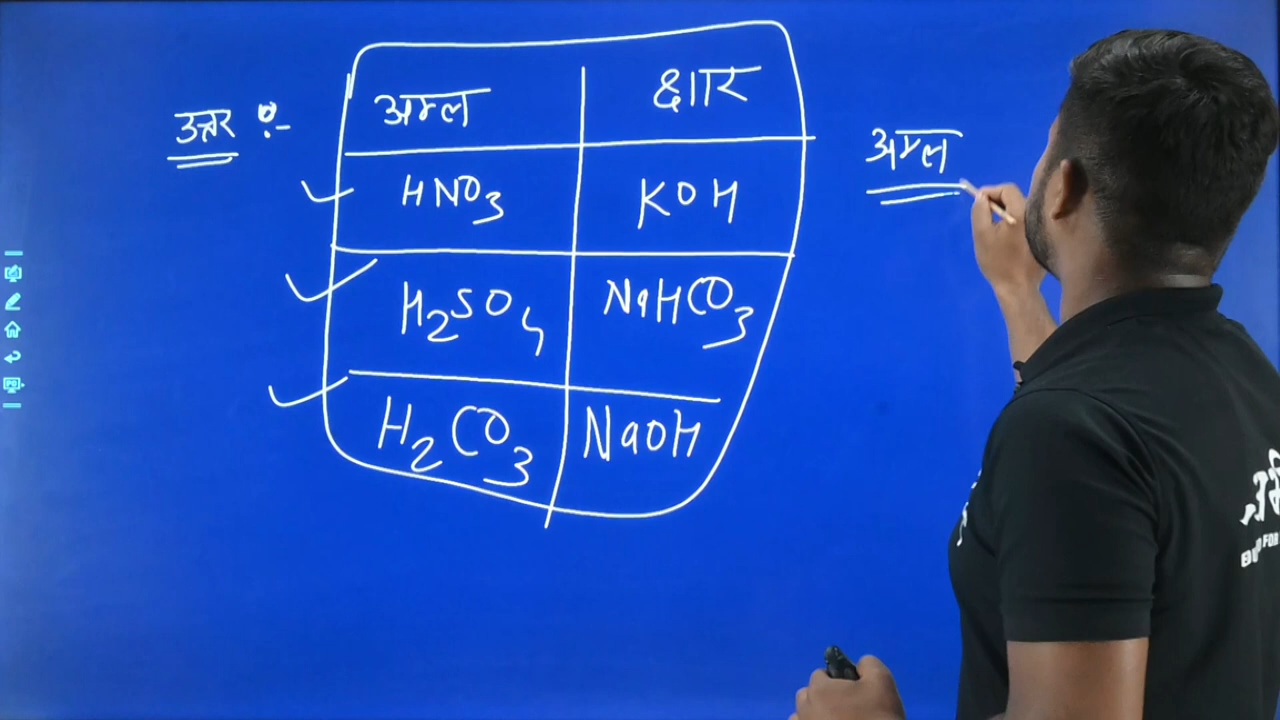 उत्तर :-
अम्ल क्षार
HNO₃ KOH
H₂SO₄ NaHCO₃
H₂CO₃ NaOH
अम्ल